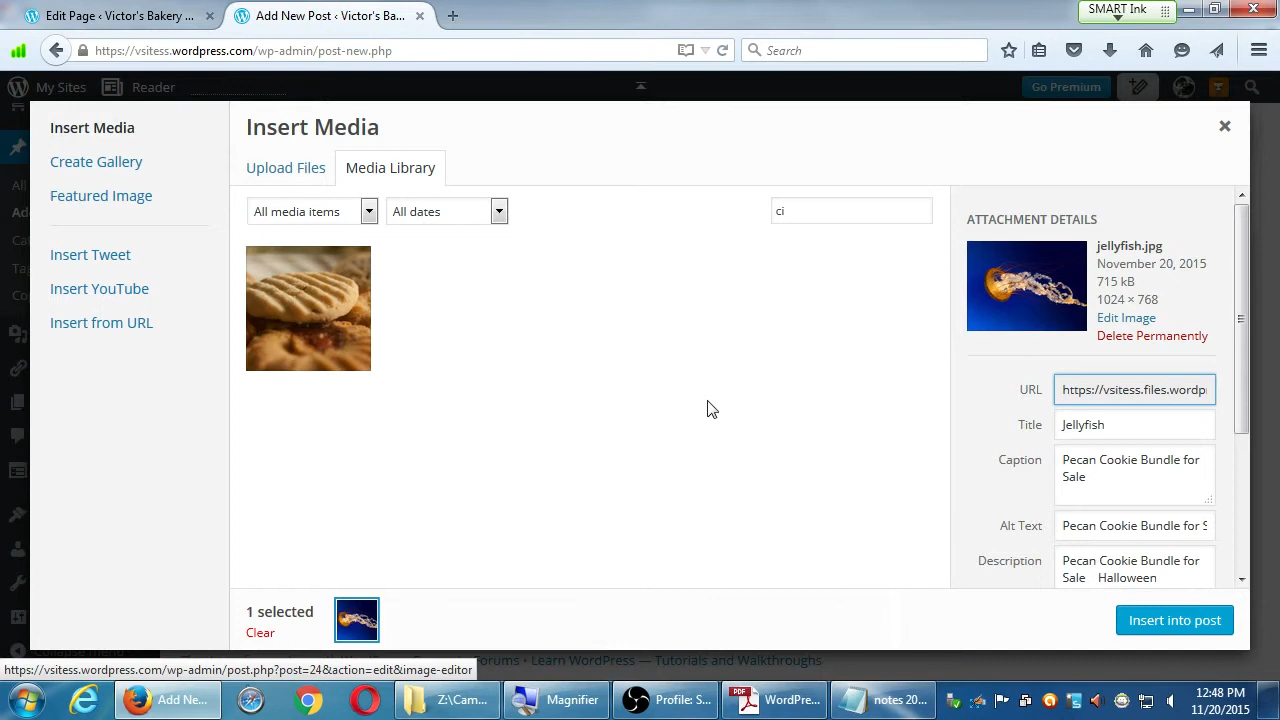 Edit Page ‹ Victor's Bakery ...
Add New Post ‹ Victor's Ba...
SMART Ink
https://vsitess.wordpress.com/wp-admin/post-new.php
Search
My Sites
Reader
Go Premium
Insert Media
Create Gallery
Featured Image
Insert Tweet
Insert YouTube
Insert from URL
Insert Media
Upload Files
Media Library
All media items
All dates
ci
ATTACHMENT DETAILS
jellyfish.jpg
November 20, 2015
715 kB
1024 × 768
Edit Image
Delete Permanently
URL
https://vsitess.files.wordp
Title
Jellyfish
Caption
Pecan Cookie Bundle for
Sale
Alt Text
Pecan Cookie Bundle for S
Description
Pecan Cookie Bundle for
Sale Halloween
1 selected
Clear
Insert into post
Collapse menu
Forums • Learn WordPress — Tutorials and Walkthroughs
https://vsitess.wordpress.com/wp-admin/post.php?post=24&action=edit&image-editor
Add Ne...
Z:\Cam...
Magnifier
Profile: S...
PDF
WordPre...
notes 20...
12:48 PM
11/20/2015